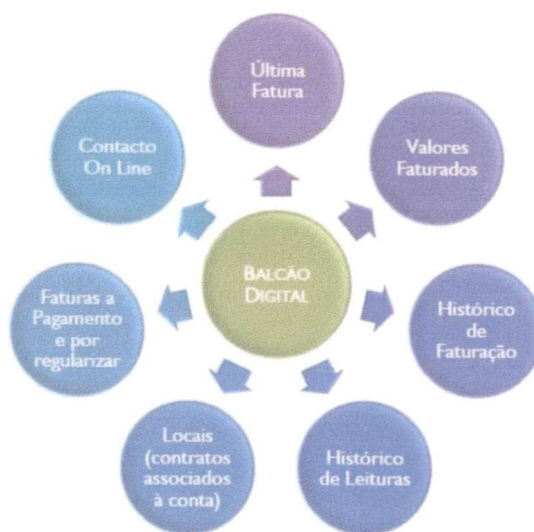 Última
Fatura
Valores
Faturados
Histórico
de
Faturação
Histórico
de Leituras
Locais
(contratos
associados
à conta)
Faturas a
Pagamento
e por
regularizar
Contacto
On Line
BALCÃO
DIGITAL